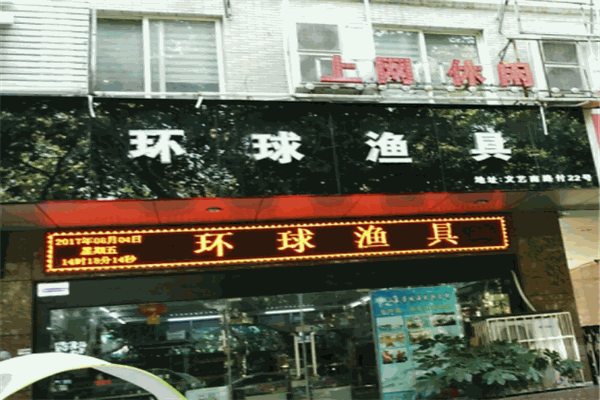 上网 休闲
环球渔具
地址:文艺南路付22号
2017年08月04日
星期五
14时18分14秒
环球渔具